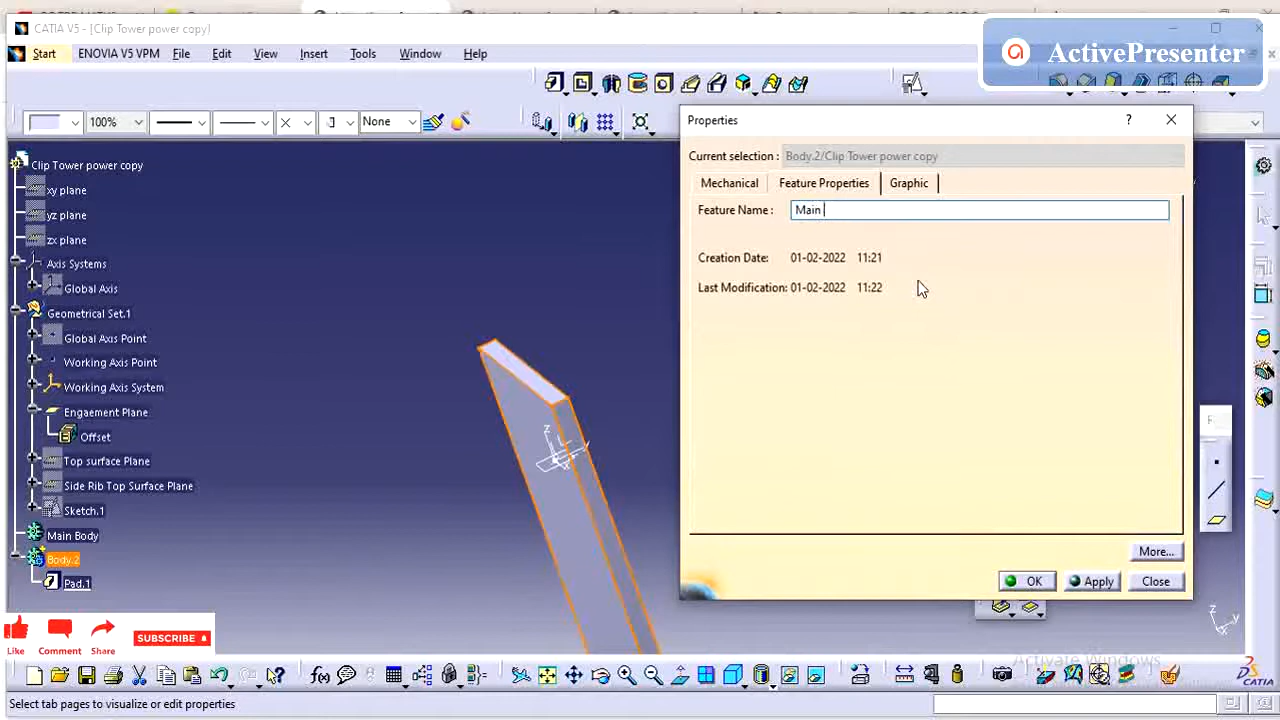 CATIA V5 - [Clip Tower power copy)
ActivePresenter
Start ENOVIA V5 VPM File Edit View Insert Tools Window Help
100% None
Properties
?
Current selection : Body.2/Clip Tower power copy
Mechanical Feature Properties Graphic
Feature Name : Main
Creation Date: 01-02-2022 11:21
Last Modification: 01-02-2022 11:22
More...
OK Apply Close
Clip Tower power copy
xy plane
yz plane
zx plane
Axis Systems
Global Axis
Geometrical Set.1
Global Axis Point
Working Axis Point
Working Axis System
Engaement Plane
Offset
Top surface Plane
Side Rib Top Surface Plane
Sketch.1
Main Body
Body.2
Pad.1
Like Comment Share SUBSCRIBE
Activate Windows
CATIA
Select tab pages to visualize or edit properties